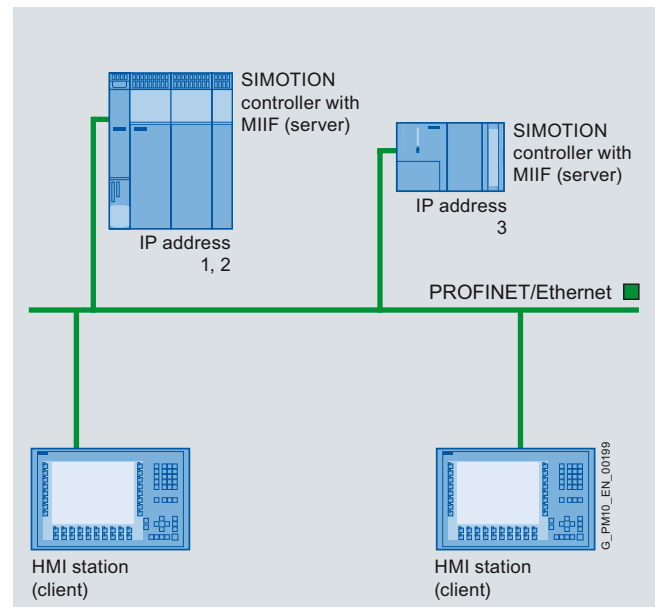 SIMOTION
controller with
MIIF (server)
IP address
1, 2
SIMOTION
controller with
MIIF (server)
IP address
3
PROFINET/Ethernet
HMI station
(client)
HMI station
(client)
G_PM10_EN_00199